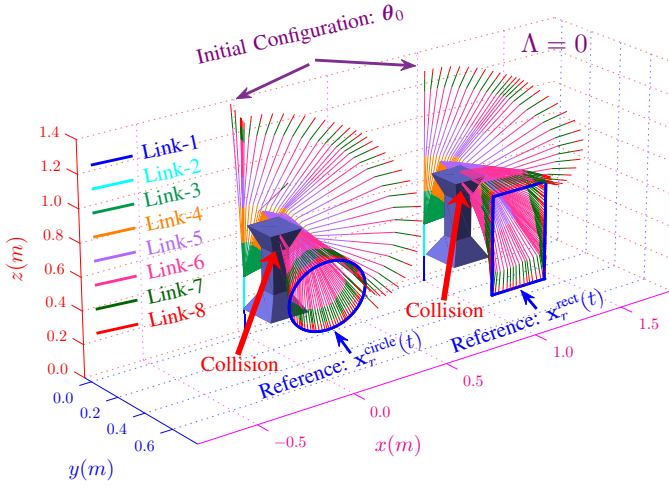 Initial Configuration: θ₀
Λ = 0
1.4
1.2
1.0
0.8
0.6
0.4
0.2
0.0
z(m)
Link-1
Link-2
Link-3
Link-4
Link-5
Link-6
Link-7
Link-8
Collision
Collision
Reference: x_r^circle(t)
Reference: x_r^rect(t)
0.0
0.2
0.4
0.6
y(m)
−0.5
0.0
0.5
1.0
1.5
x(m)